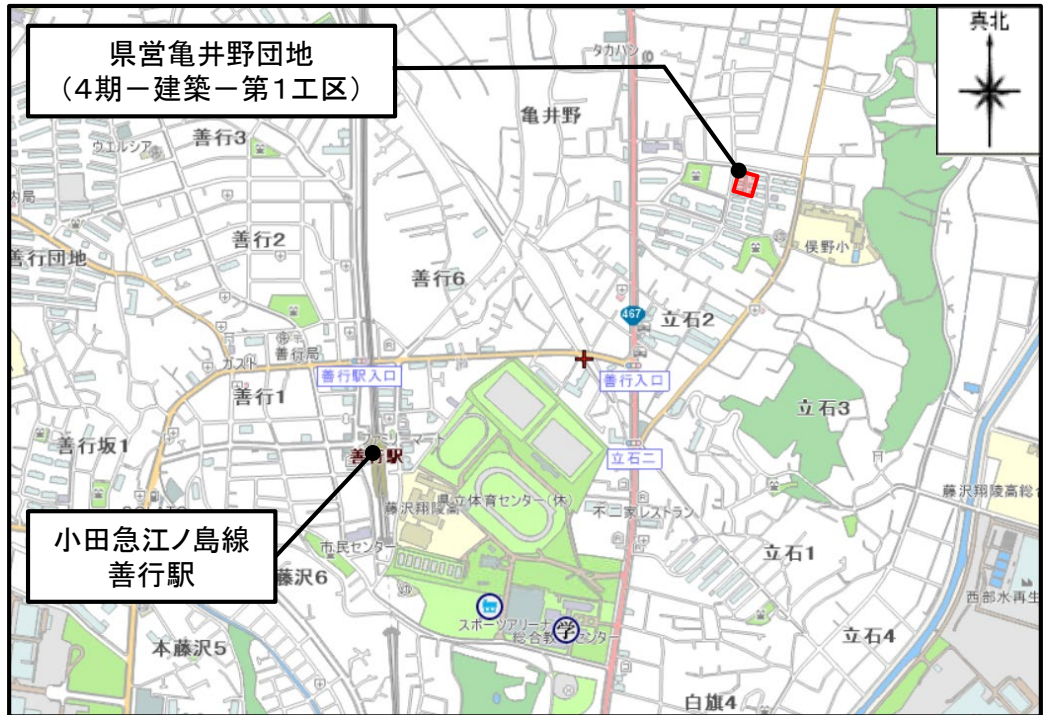 真北
県営亀井野団地
（4期－建築－第1工区）
タカハシ
亀井野
善行3
ウエルシア
善行2
俣野小
善行団地
善行6
467
立石2
善行局
ガスト
善行駅入口
善行入口
善行1
立石3
善行坂1
善行駅
立石二
藤沢翔陵高
県立体育センター(休)
不二家レストラン
藤沢翔陵高総合
小田急江ノ島線
善行駅
市民センター
藤沢6
立石1
西部水再生
スポーツアリーナ
学
総合教育センター
立石4
本藤沢5
白旗4